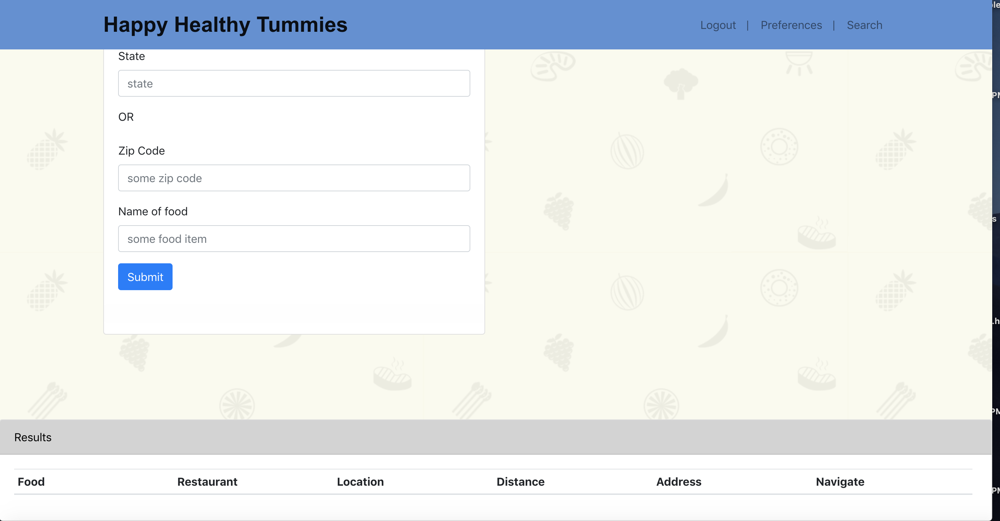 Happy Healthy Tummies
Logout | Preferences | Search
State
state
OR
Zip Code
some zip code
Name of food
some food item
Submit
Results
Food Restaurant Location Distance Address Navigate